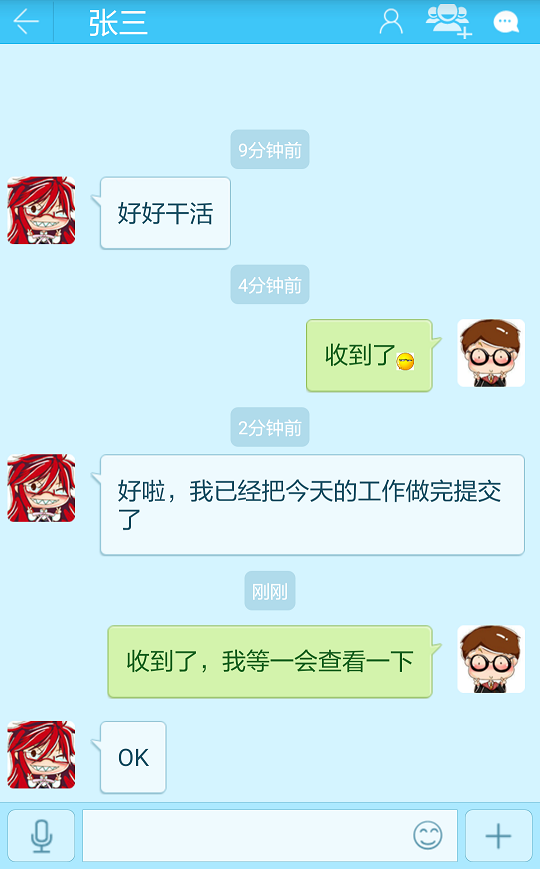 张三
9分钟前
好好干活
4分钟前
收到了
2分钟前
好啦，我已经把今天的工作做完提交
了
刚刚
收到了，我等一会查看一下
OK